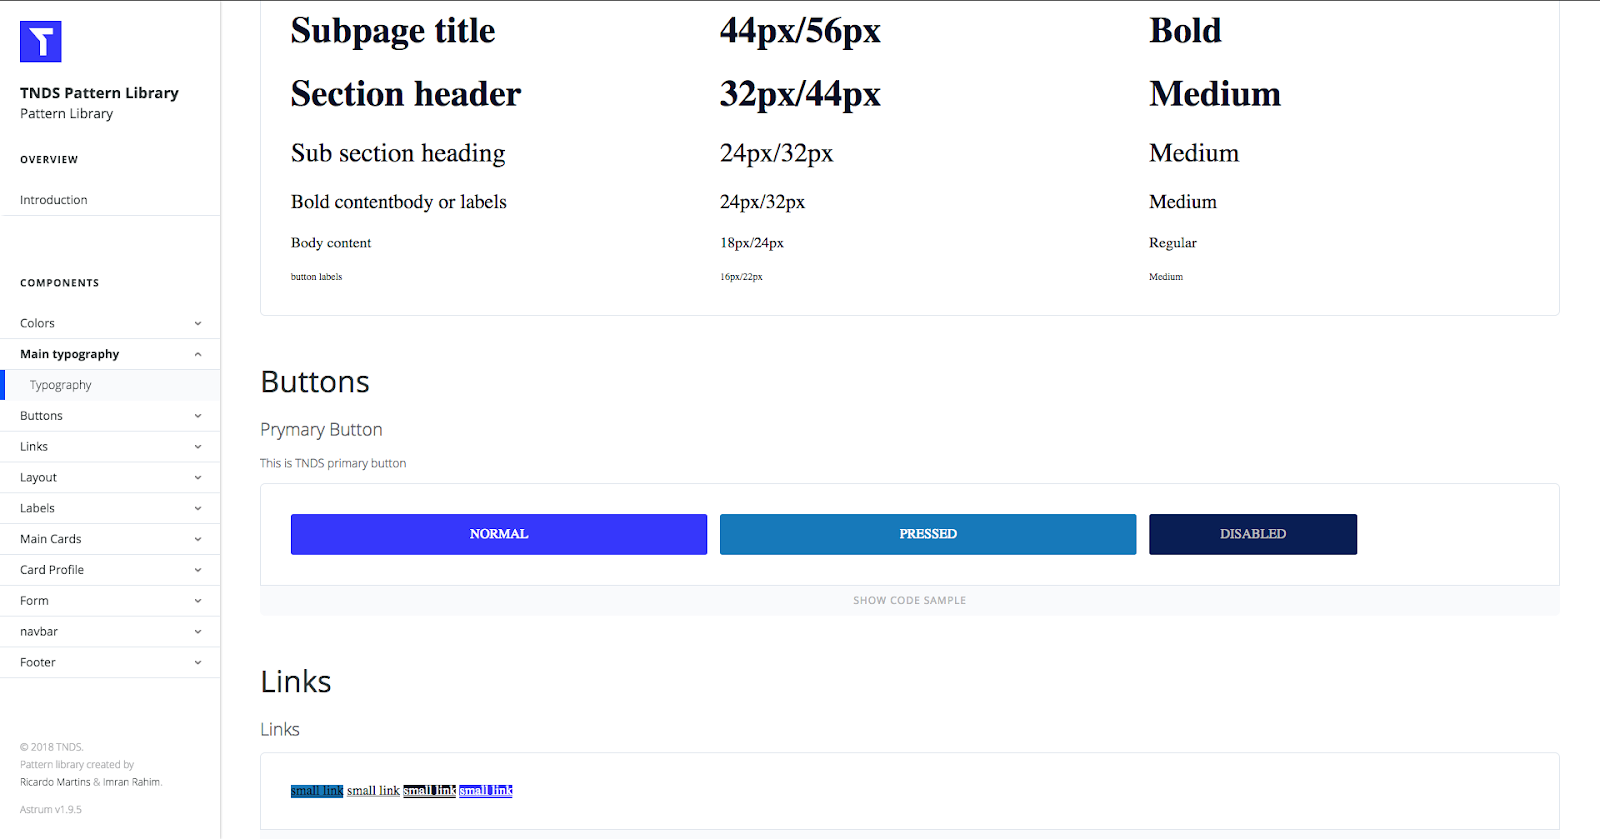 TNDS Pattern Library
Pattern Library
OVERVIEW
Introduction
COMPONENTS
Colors
Main typography
Typography
Buttons
Links
Layout
Labels
Main Cards
Card Profile
Form
navbar
Footer
© 2018 TNDS.
Pattern library created by
Ricardo Martins & Imran Rahim.
Astrum v1.9.5
Subpage title 44px/56px Bold
Section header 32px/44px Medium
Sub section heading 24px/32px Medium
Bold contentbody or labels 24px/32px Medium
Body content 18px/24px Regular
button labels 16px/22px Medium
Buttons
Prymary Button
This is TNDS primary button
NORMAL PRESSED DISABLED
SHOW CODE SAMPLE
Links
Links
small link small link small link small link